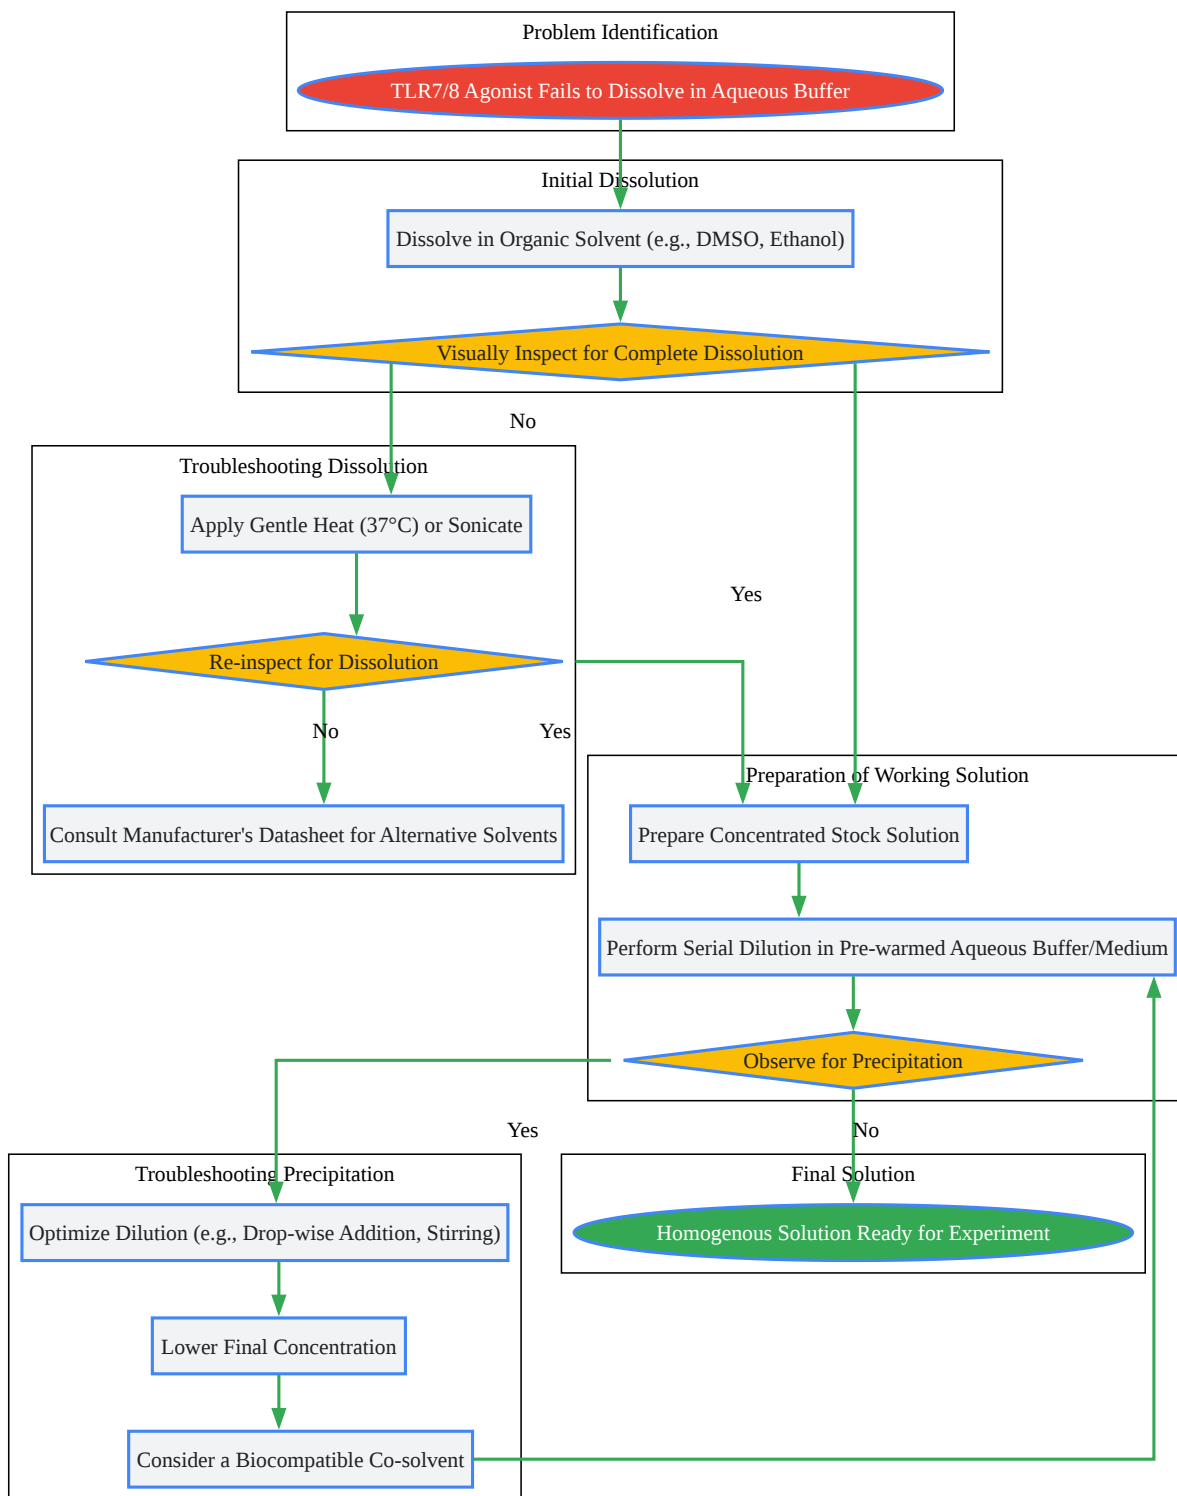 Problem Identification
TLR7/8 Agonist Fails to Dissolve in Aqueous Buffer
Initial Dissolution
Dissolve in Organic Solvent (e.g., DMSO, Ethanol)
Visually Inspect for Complete Dissolution
No
Troubleshooting Dissolution
Apply Gentle Heat (37°C) or Sonicate
Yes
Re-inspect for Dissolution
No
Yes
Preparation of Working Solution
Consult Manufacturer's Datasheet for Alternative Solvents
Prepare Concentrated Stock Solution
Perform Serial Dilution in Pre-warmed Aqueous Buffer/Medium
Observe for Precipitation
Yes
No
Troubleshooting Precipitation
Final Solution
Optimize Dilution (e.g., Drop-wise Addition, Stirring)
Homogenous Solution Ready for Experiment
Lower Final Concentration
Consider a Biocompatible Co-solvent